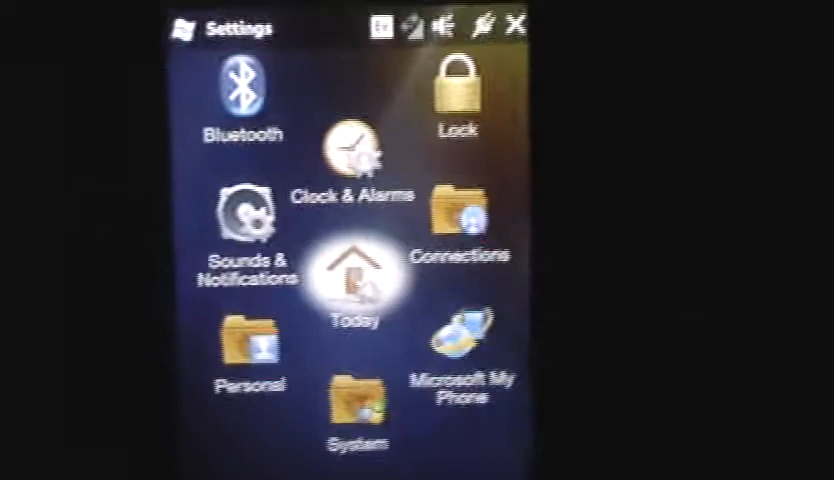 Settings
Bluetooth
Lock
Clock & Alarms
Sounds &
Notifications
Connections
Today
Personal
Microsoft My
Phone
System